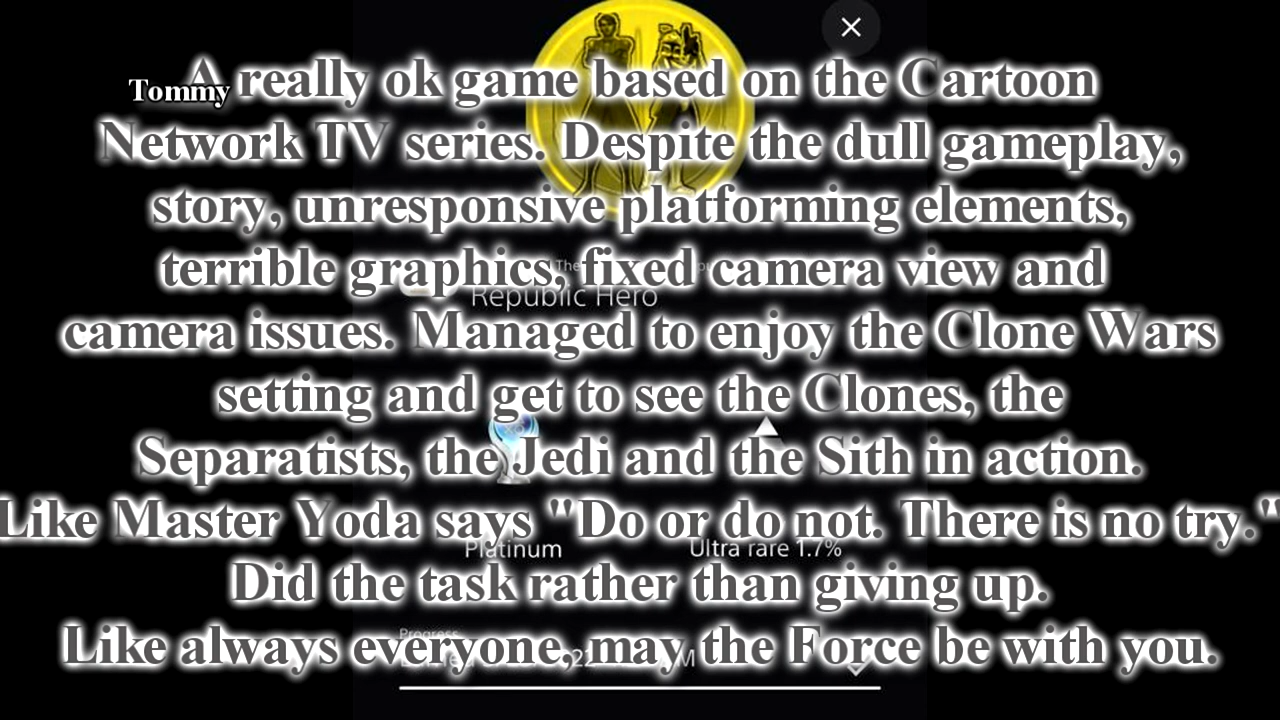 Tommy
A really ok game based on the Cartoon
Network TV series. Despite the dull gameplay,
story, unresponsive platforming elements,
terrible graphics, fixed camera view and
Republic Hero
camera issues. Managed to enjoy the Clone Wars
setting and get to see the Clones, the
Separatists, the Jedi and the Sith in action.
Like Master Yoda says "Do or do not. There is no try."
Platinum
Ultra rare 1.7%
Did the task rather than giving up.
Progress
Like always everyone, may the Force be with you.